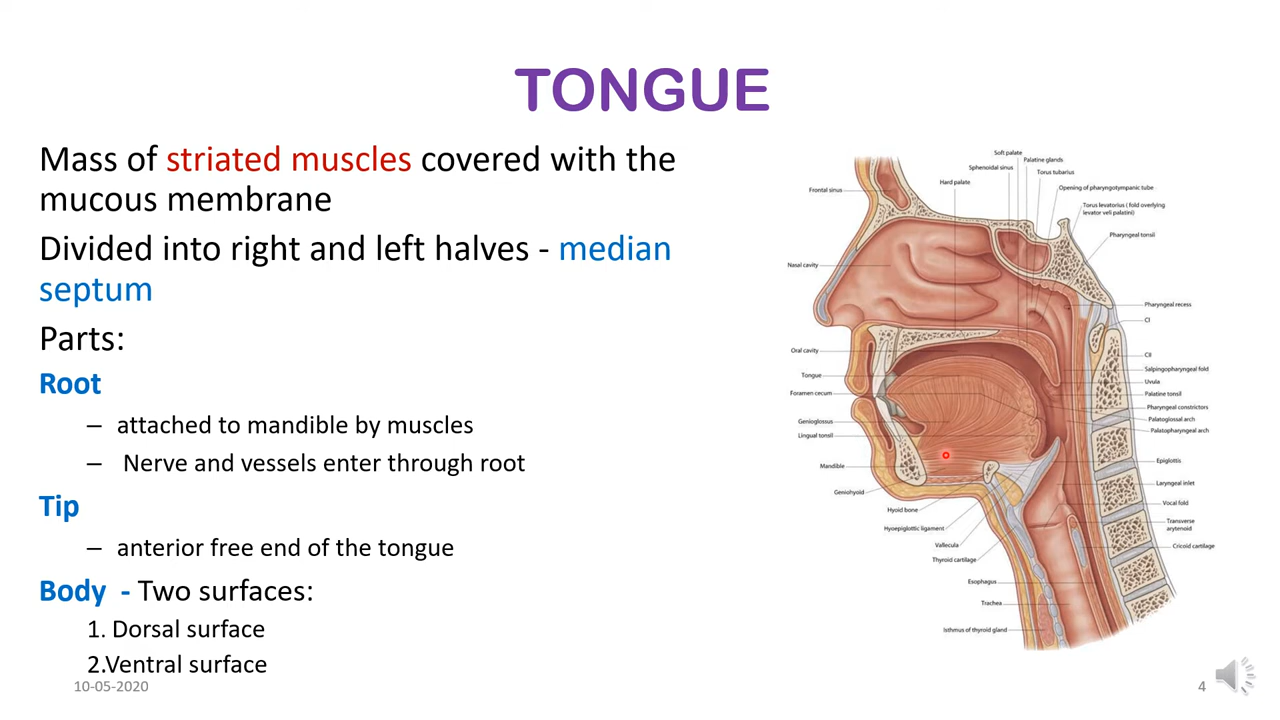 TONGUE
Mass of striated muscles covered with the
mucous membrane
Divided into right and left halves - median
septum
Parts:
Root
– attached to mandible by muscles
– Nerve and vessels enter through root
Tip
– anterior free end of the tongue
Body - Two surfaces:
1. Dorsal surface
2.Ventral surface
10-05-2020
4
Soft palate
Palatine glands
Sphenoidal sinus
Torus tubarius
Hard palate
Opening of pharyngotympanic tube
Frontal sinus
Torus levatorius ( fold overlying
levator veli palatini)
Pharyngeal tonsil
Nasal cavity
Pharyngeal recess
CI
Oral cavity
CII
Salpingopharyngeal fold
Tongue
Uvula
Foramen cecum
Palatine tonsil
Pharyngeal constrictors
Genioglossus
Palatoglossal arch
Lingual tonsil
Palatopharyngeal arch
Mandible
Epiglottis
Laryngeal inlet
Geniohyoid
Vocal fold
Hyoid bone
Transverse
arytenoid
Hyoepiglottic ligament
Vallecula
Cricoid cartilage
Thyroid cartilage
Esophagus
Trachea
Isthmus of thyroid gland